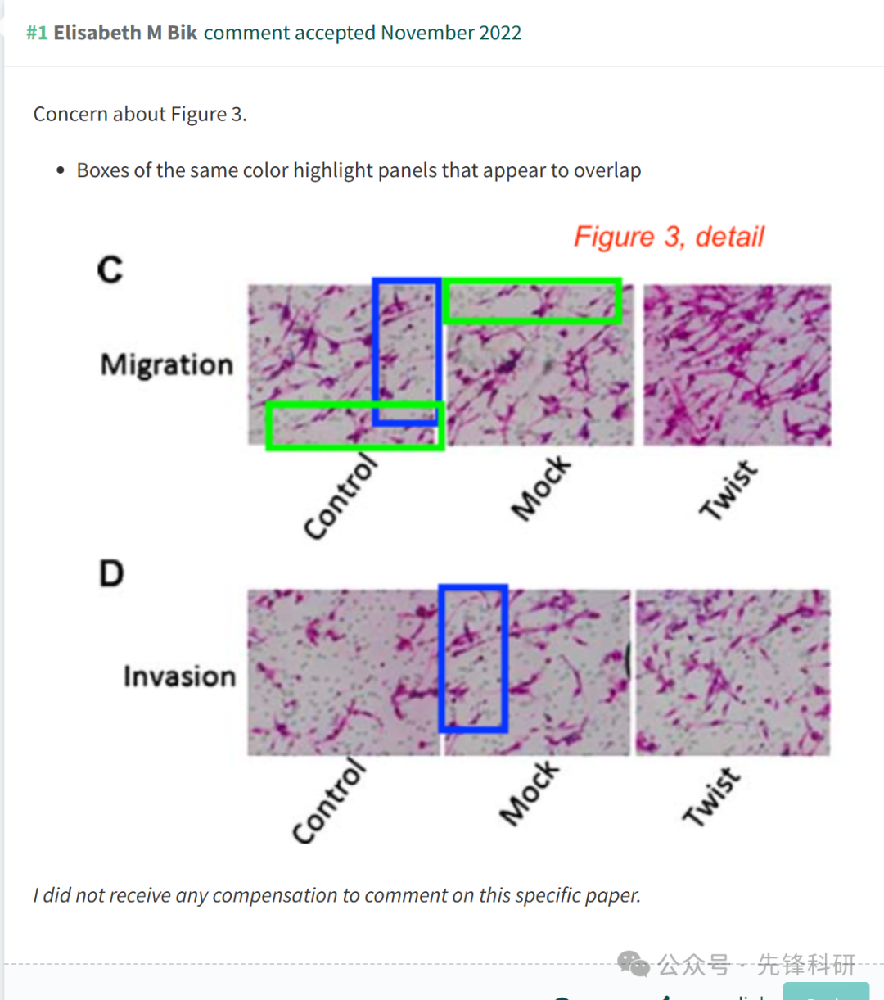 #1 Elisabeth M Bik comment accepted November 2022
Concern about Figure 3.
• Boxes of the same color highlight panels that appear to overlap
Figure 3, detail
C
Migration
Control
Mock
Twist
D
Invasion
Control
Mock
Twist
I did not receive any compensation to comment on this specific paper.
公众号 · 先锋科研